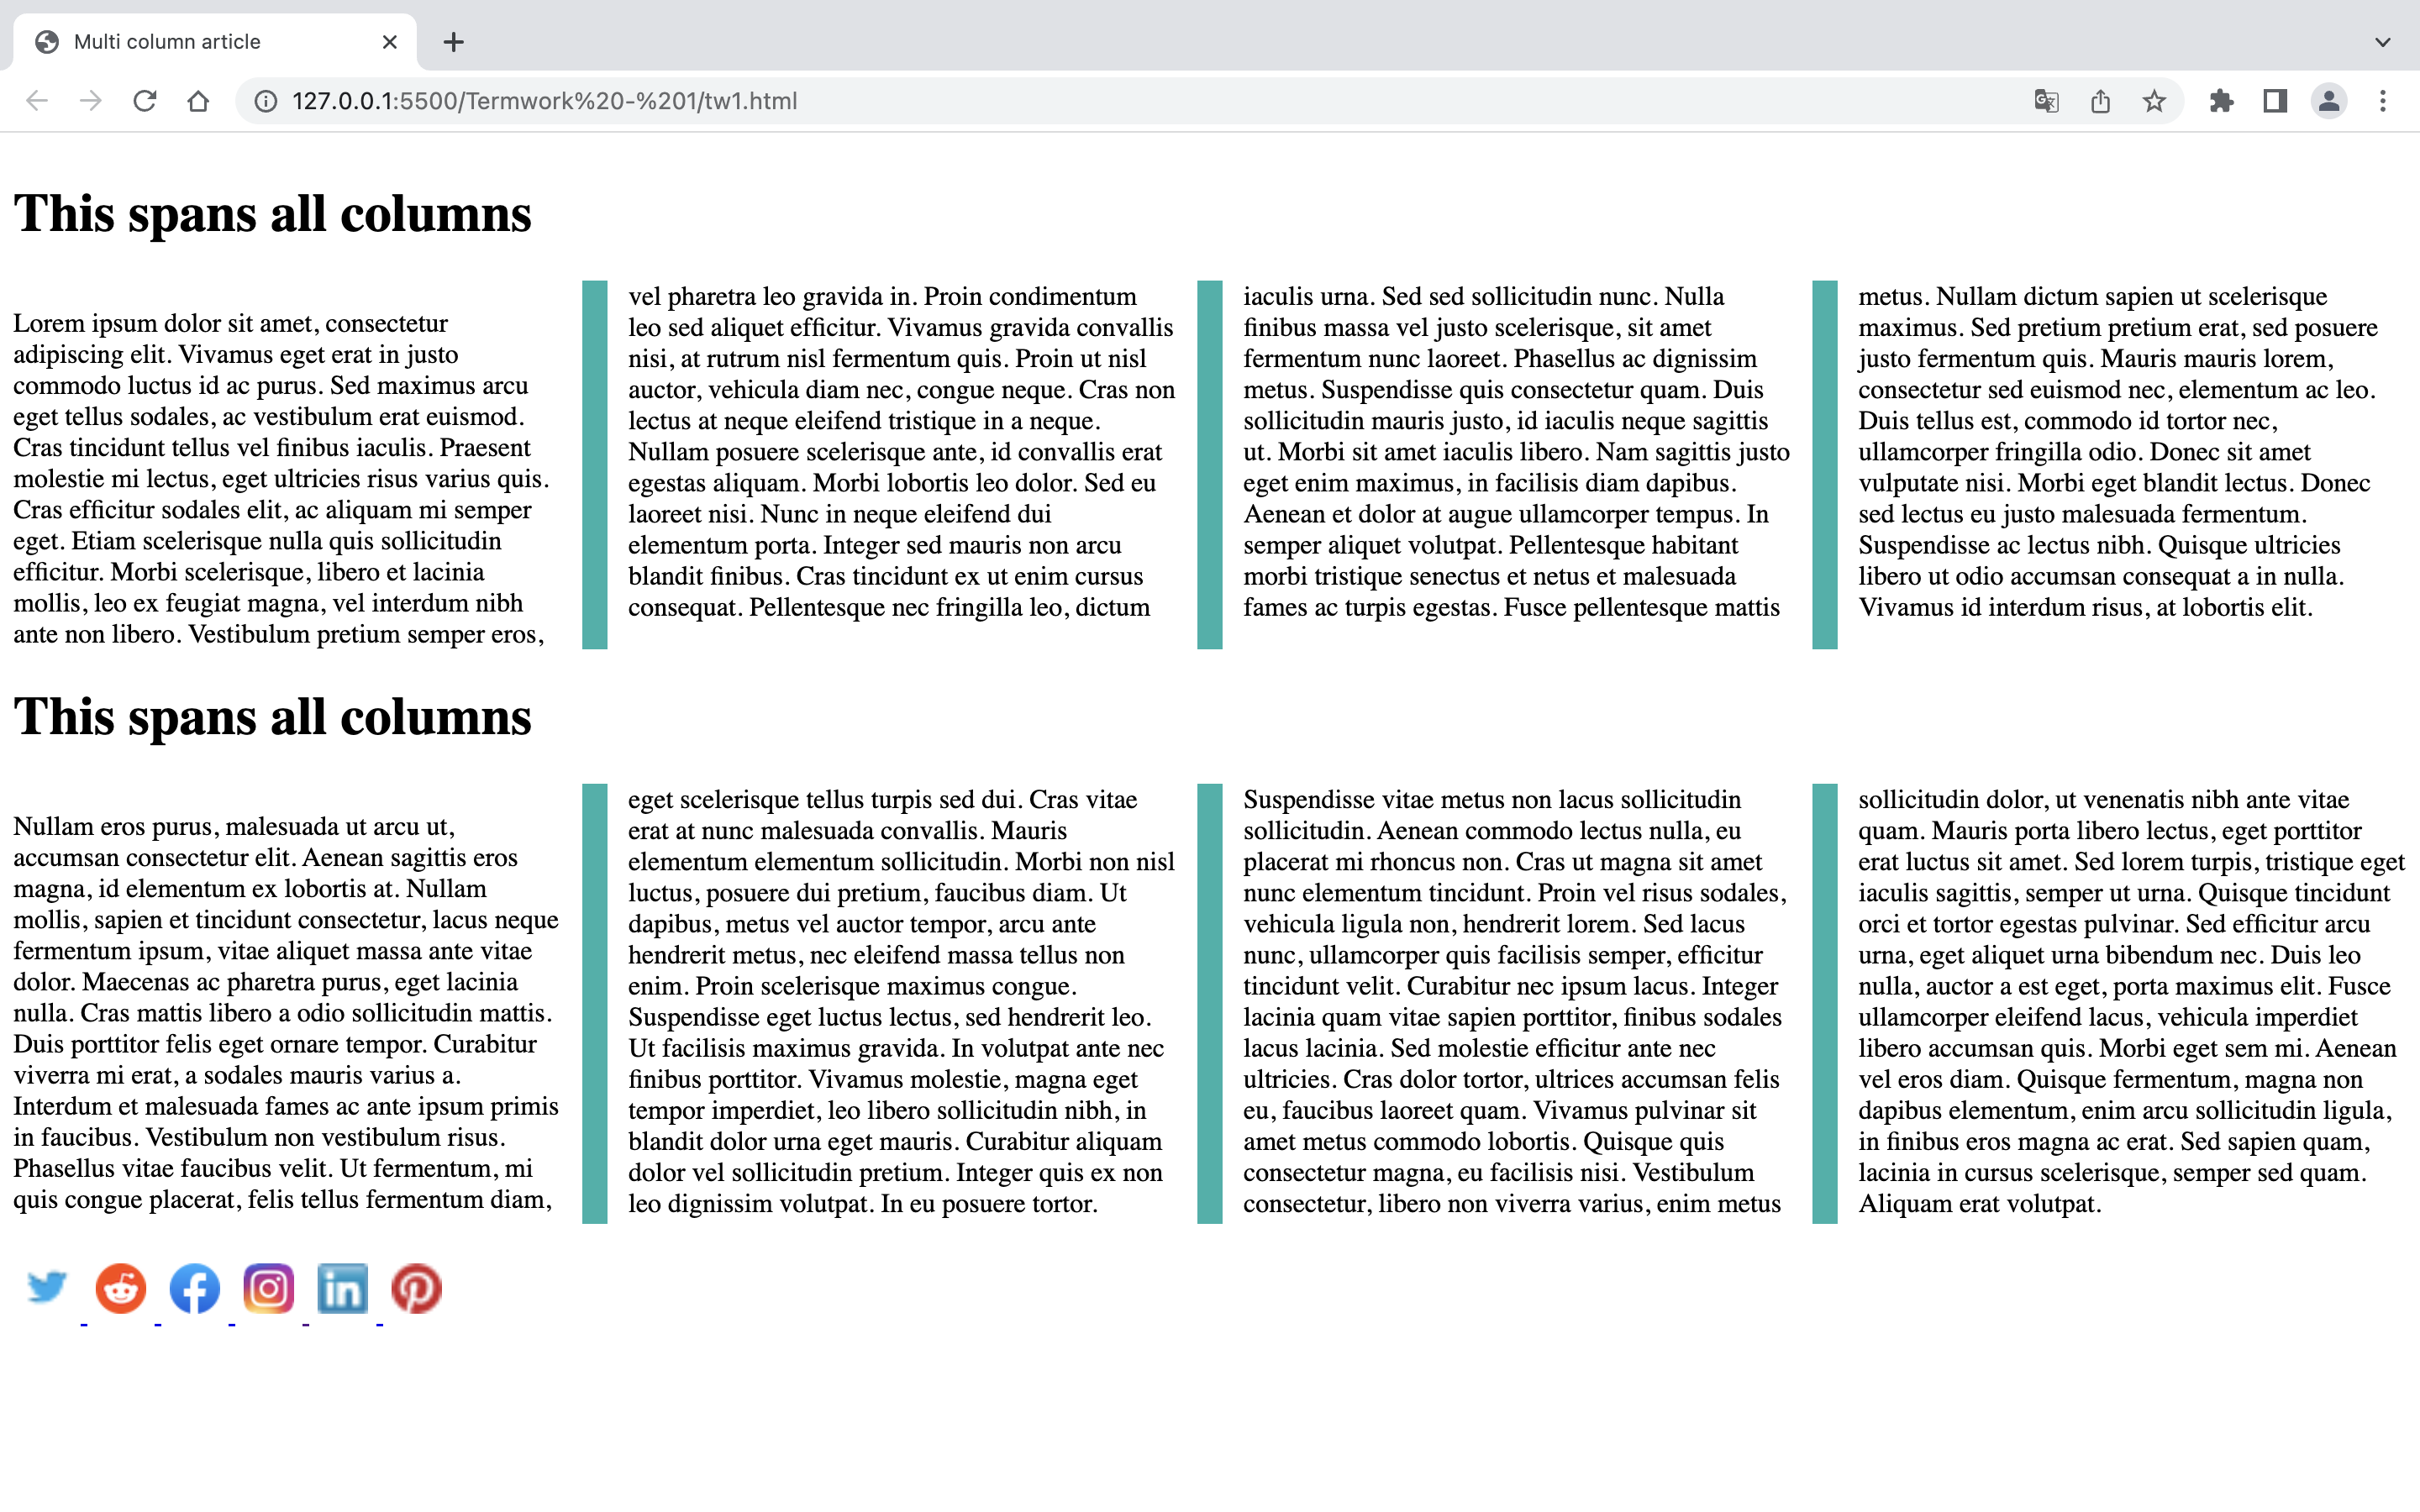 Multi column article
127.0.0.1:5500/Termwork%20-%201/tw1.html
This spans all columns
Lorem ipsum dolor sit amet, consectetur
adipiscing elit. Vivamus eget erat in justo
commodo luctus id ac purus. Sed maximus arcu
eget tellus sodales, ac vestibulum erat euismod.
Cras tincidunt tellus vel finibus iaculis. Praesent
molestie mi lectus, eget ultricies risus varius quis.
Cras efficitur sodales elit, ac aliquam mi semper
eget. Etiam scelerisque nulla quis sollicitudin
efficitur. Morbi scelerisque, libero et lacinia
mollis, leo ex feugiat magna, vel interdum nibh
ante non libero. Vestibulum pretium semper eros,
vel pharetra leo gravida in. Proin condimentum
leo sed aliquet efficitur. Vivamus gravida convallis
nisi, at rutrum nisl fermentum quis. Proin ut nisl
auctor, vehicula diam nec, congue neque. Cras non
lectus at neque eleifend tristique in a neque.
Nullam posuere scelerisque ante, id convallis erat
egestas aliquam. Morbi lobortis leo dolor. Sed eu
laoreet nisi. Nunc in neque eleifend dui
elementum porta. Integer sed mauris non arcu
blandit finibus. Cras tincidunt ex ut enim cursus
consequat. Pellentesque nec fringilla leo, dictum
iaculis urna. Sed sed sollicitudin nunc. Nulla
finibus massa vel justo scelerisque, sit amet
fermentum nunc laoreet. Phasellus ac dignissim
metus. Suspendisse quis consectetur quam. Duis
sollicitudin mauris justo, id iaculis neque sagittis
ut. Morbi sit amet iaculis libero. Nam sagittis justo
eget enim maximus, in facilisis diam dapibus.
Aenean et dolor at augue ullamcorper tempus. In
semper aliquet volutpat. Pellentesque habitant
morbi tristique senectus et netus et malesuada
fames ac turpis egestas. Fusce pellentesque mattis
metus. Nullam dictum sapien ut scelerisque
maximus. Sed pretium pretium erat, sed posuere
justo fermentum quis. Mauris mauris lorem,
consectetur sed euismod nec, elementum ac leo.
Duis tellus est, commodo id tortor nec,
ullamcorper fringilla odio. Donec sit amet
vulputate nisi. Morbi eget blandit lectus. Donec
sed lectus eu justo malesuada fermentum.
Suspendisse ac lectus nibh. Quisque ultricies
libero ut odio accumsan consequat a in nulla.
Vivamus id interdum risus, at lobortis elit.
This spans all columns
Nullam eros purus, malesuada ut arcu ut,
accumsan consectetur elit. Aenean sagittis eros
magna, id elementum ex lobortis at. Nullam
mollis, sapien et tincidunt consectetur, lacus neque
fermentum ipsum, vitae aliquet massa ante vitae
dolor. Maecenas ac pharetra purus, eget lacinia
nulla. Cras mattis libero a odio sollicitudin mattis.
Duis porttitor felis eget ornare tempor. Curabitur
viverra mi erat, a sodales mauris varius a.
Interdum et malesuada fames ac ante ipsum primis
in faucibus. Vestibulum non vestibulum risus.
Phasellus vitae faucibus velit. Ut fermentum, mi
quis congue placerat, felis tellus fermentum diam,
eget scelerisque tellus turpis sed dui. Cras vitae
erat at nunc malesuada convallis. Mauris
elementum elementum sollicitudin. Morbi non nisl
luctus, posuere dui pretium, faucibus diam. Ut
dapibus, metus vel auctor tempor, arcu ante
hendrerit metus, nec eleifend massa tellus non
enim. Proin scelerisque maximus congue.
Suspendisse eget luctus lectus, sed hendrerit leo.
Ut facilisis maximus gravida. In volutpat ante nec
finibus porttitor. Vivamus molestie, magna eget
tempor imperdiet, leo libero sollicitudin nibh, in
blandit dolor urna eget mauris. Curabitur aliquam
dolor vel sollicitudin pretium. Integer quis ex non
leo dignissim volutpat. In eu posuere tortor.
Suspendisse vitae metus non lacus sollicitudin
sollicitudin. Aenean commodo lectus nulla, eu
placerat mi rhoncus non. Cras ut magna sit amet
nunc elementum tincidunt. Proin vel risus sodales,
vehicula ligula non, hendrerit lorem. Sed lacus
nunc, ullamcorper quis facilisis semper, efficitur
tincidunt velit. Curabitur nec ipsum lacus. Integer
lacinia quam vitae sapien porttitor, finibus sodales
lacus lacinia. Sed molestie efficitur ante nec
ultricies. Cras dolor tortor, ultrices accumsan felis
eu, faucibus laoreet quam. Vivamus pulvinar sit
amet metus commodo lobortis. Quisque quis
consectetur magna, eu facilisis nisi. Vestibulum
consectetur, libero non viverra varius, enim metus
sollicitudin dolor, ut venenatis nibh ante vitae
quam. Mauris porta libero lectus, eget porttitor
erat luctus sit amet. Sed lorem turpis, tristique eget
iaculis sagittis, semper ut urna. Quisque tincidunt
orci et tortor egestas pulvinar. Sed efficitur arcu
urna, eget aliquet urna bibendum nec. Duis leo
nulla, auctor a est eget, porta maximus elit. Fusce
ullamcorper eleifend lacus, vehicula imperdiet
libero accumsan quis. Morbi eget sem mi. Aenean
vel eros diam. Quisque fermentum, magna non
dapibus elementum, enim arcu sollicitudin ligula,
in finibus eros magna ac erat. Sed sapien quam,
lacinia in cursus scelerisque, semper sed quam.
Aliquam erat volutpat.
in